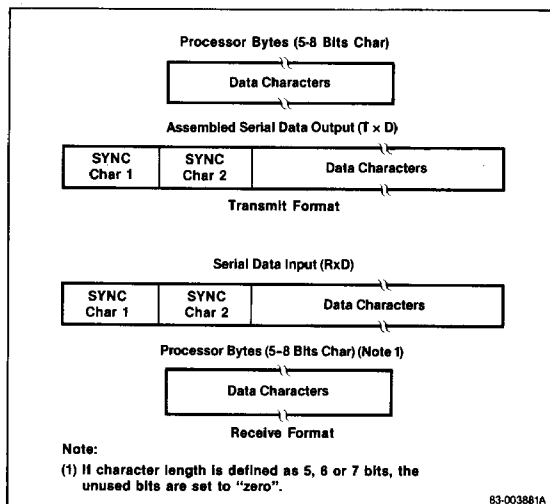 Processor Bytes (5-8 Bits Char)
Data Characters
Assembled Serial Data Output (T × D)
SYNC Char 1
SYNC Char 2
Data Characters
Transmit Format
Serial Data Input (RxD)
SYNC Char 1
SYNC Char 2
Data Characters
Processor Bytes (5–8 Bits Char) (Note 1)
Data Characters
Receive Format
Note:
(1) If character length is defined as 5, 6 or 7 bits, the
unused bits are set to "zero".
83-003881A